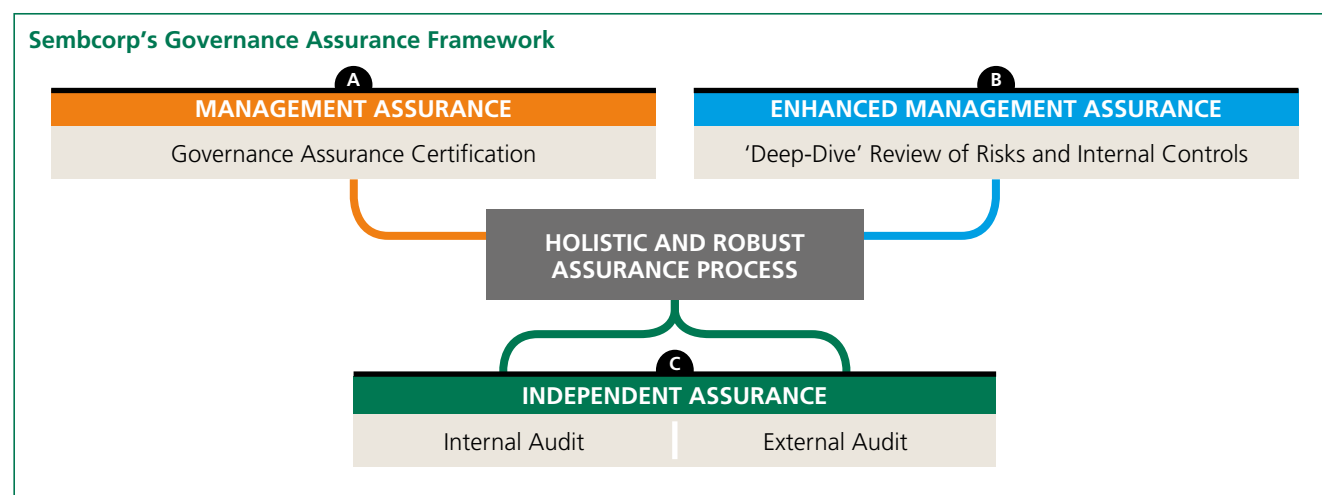 Sembcorp’s Governance Assurance Framework
A
MANAGEMENT ASSURANCE
Governance Assurance Certification
B
ENHANCED MANAGEMENT ASSURANCE
‘Deep-Dive’ Review of Risks and Internal Controls
HOLISTIC AND ROBUST
ASSURANCE PROCESS
C
INDEPENDENT ASSURANCE
Internal Audit
External Audit